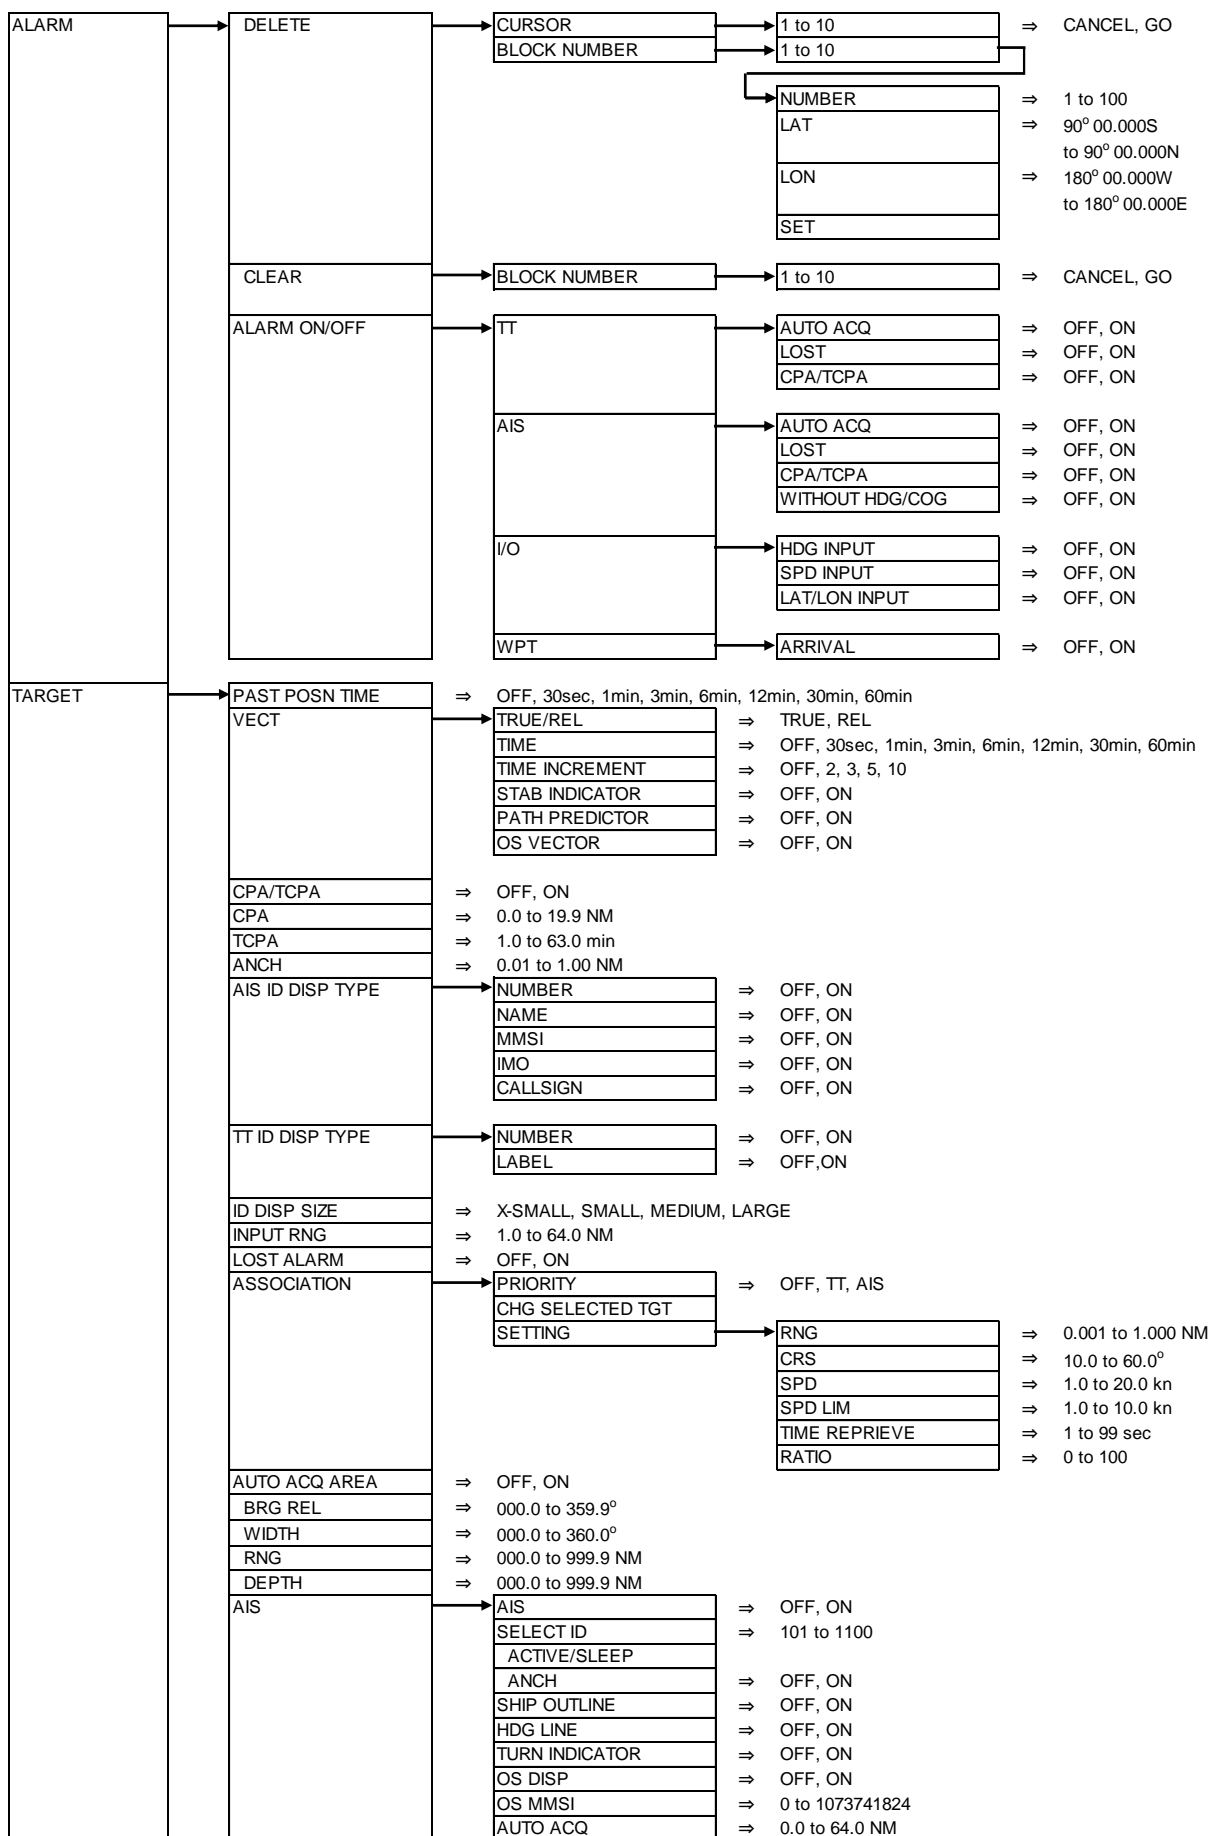 ALARM DELETE CURSOR 1 to 10 ⇒ CANCEL, GO
BLOCK NUMBER 1 to 10
NUMBER ⇒ 1 to 100
LAT ⇒ 90° 00.000S
to 90° 00.000N
LON ⇒ 180° 00.000W
to 180° 00.000E
SET
CLEAR BLOCK NUMBER 1 to 10 ⇒ CANCEL, GO
ALARM ON/OFF TT AUTO ACQ ⇒ OFF, ON
LOST ⇒ OFF, ON
CPA/TCPA ⇒ OFF, ON
AIS AUTO ACQ ⇒ OFF, ON
LOST ⇒ OFF, ON
CPA/TCPA ⇒ OFF, ON
WITHOUT HDG/COG ⇒ OFF, ON
I/O HDG INPUT ⇒ OFF, ON
SPD INPUT ⇒ OFF, ON
LAT/LON INPUT ⇒ OFF, ON
WPT ARRIVAL ⇒ OFF, ON
TARGET PAST POSN TIME ⇒ OFF, 30sec, 1min, 3min, 6min, 12min, 30min, 60min
VECT TRUE/REL ⇒ TRUE, REL
TIME ⇒ OFF, 30sec, 1min, 3min, 6min, 12min, 30min, 60min
TIME INCREMENT ⇒ OFF, 2, 3, 5, 10
STAB INDICATOR ⇒ OFF, ON
PATH PREDICTOR ⇒ OFF, ON
OS VECTOR ⇒ OFF, ON
CPA/TCPA ⇒ OFF, ON
CPA ⇒ 0.0 to 19.9 NM
TCPA ⇒ 1.0 to 63.0 min
ANCH ⇒ 0.01 to 1.00 NM
AIS ID DISP TYPE NUMBER ⇒ OFF, ON
NAME ⇒ OFF, ON
MMSI ⇒ OFF, ON
IMO ⇒ OFF, ON
CALLSIGN ⇒ OFF, ON
TT ID DISP TYPE NUMBER ⇒ OFF, ON
LABEL ⇒ OFF,ON
ID DISP SIZE ⇒ X-SMALL, SMALL, MEDIUM, LARGE
INPUT RNG ⇒ 1.0 to 64.0 NM
LOST ALARM ⇒ OFF, ON
ASSOCIATION PRIORITY ⇒ OFF, TT, AIS
CHG SELECTED TGT
SETTING RNG ⇒ 0.001 to 1.000 NM
CRS ⇒ 10.0 to 60.0°
SPD ⇒ 1.0 to 20.0 kn
SPD LIM ⇒ 1.0 to 10.0 kn
TIME REPRIEVE ⇒ 1 to 99 sec
RATIO ⇒ 0 to 100
AUTO ACQ AREA ⇒ OFF, ON
BRG REL ⇒ 000.0 to 359.9°
WIDTH ⇒ 000.0 to 360.0°
RNG ⇒ 000.0 to 999.9 NM
DEPTH ⇒ 000.0 to 999.9 NM
AIS AIS ⇒ OFF, ON
SELECT ID ⇒ 101 to 1100
ACTIVE/SLEEP
ANCH ⇒ OFF, ON
SHIP OUTLINE ⇒ OFF, ON
HDG LINE ⇒ OFF, ON
TURN INDICATOR ⇒ OFF, ON
OS DISP ⇒ OFF, ON
OS MMSI ⇒ 0 to 1073741824
AUTO ACQ ⇒ 0.0 to 64.0 NM